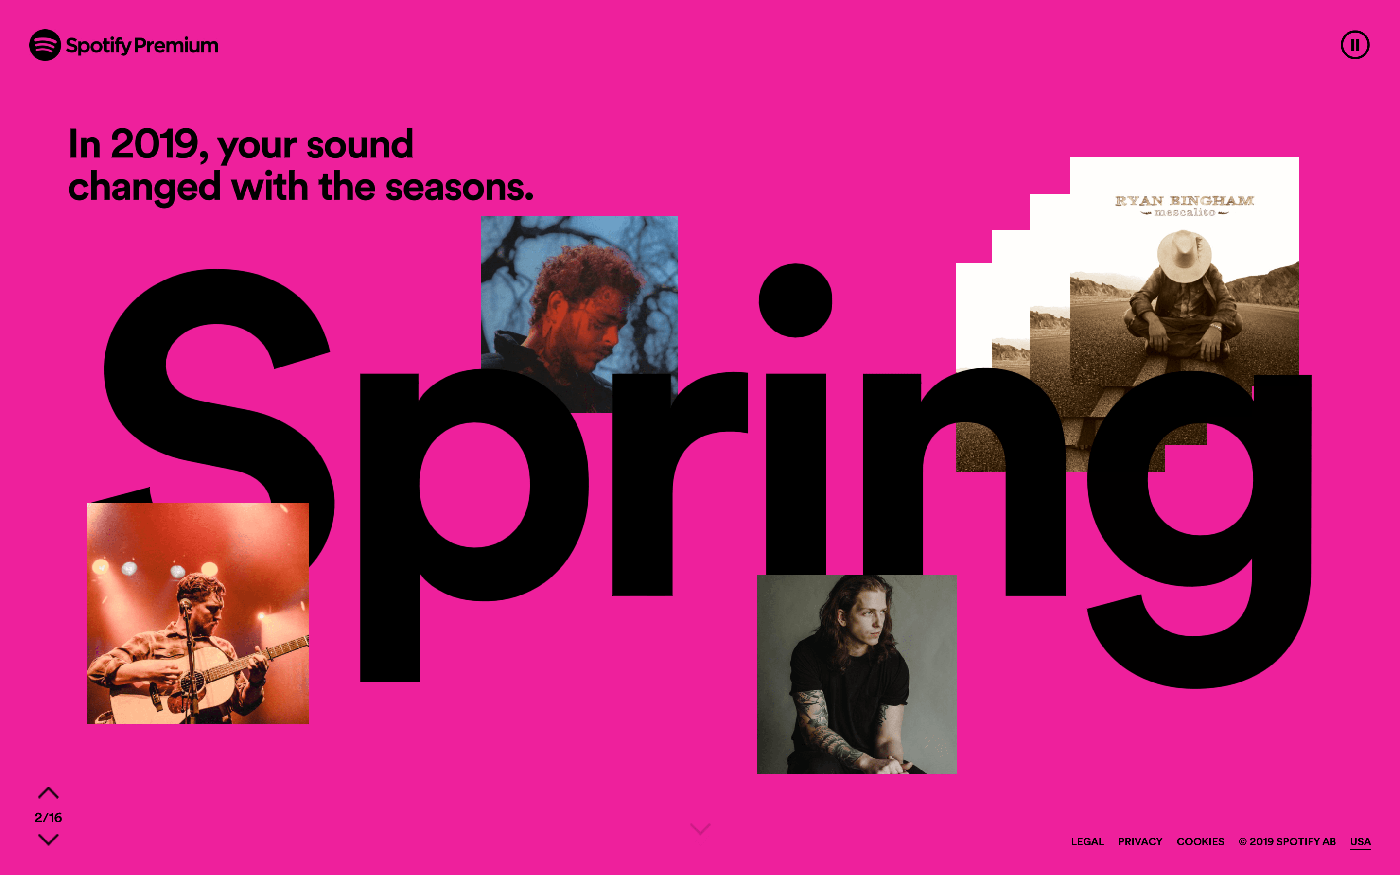 Spotify Premium
In 2019, your sound
changed with the seasons.
RYAN BINGHAM
mescalito
Spring
2/16
LEGAL PRIVACY COOKIES © 2019 SPOTIFY AB USA